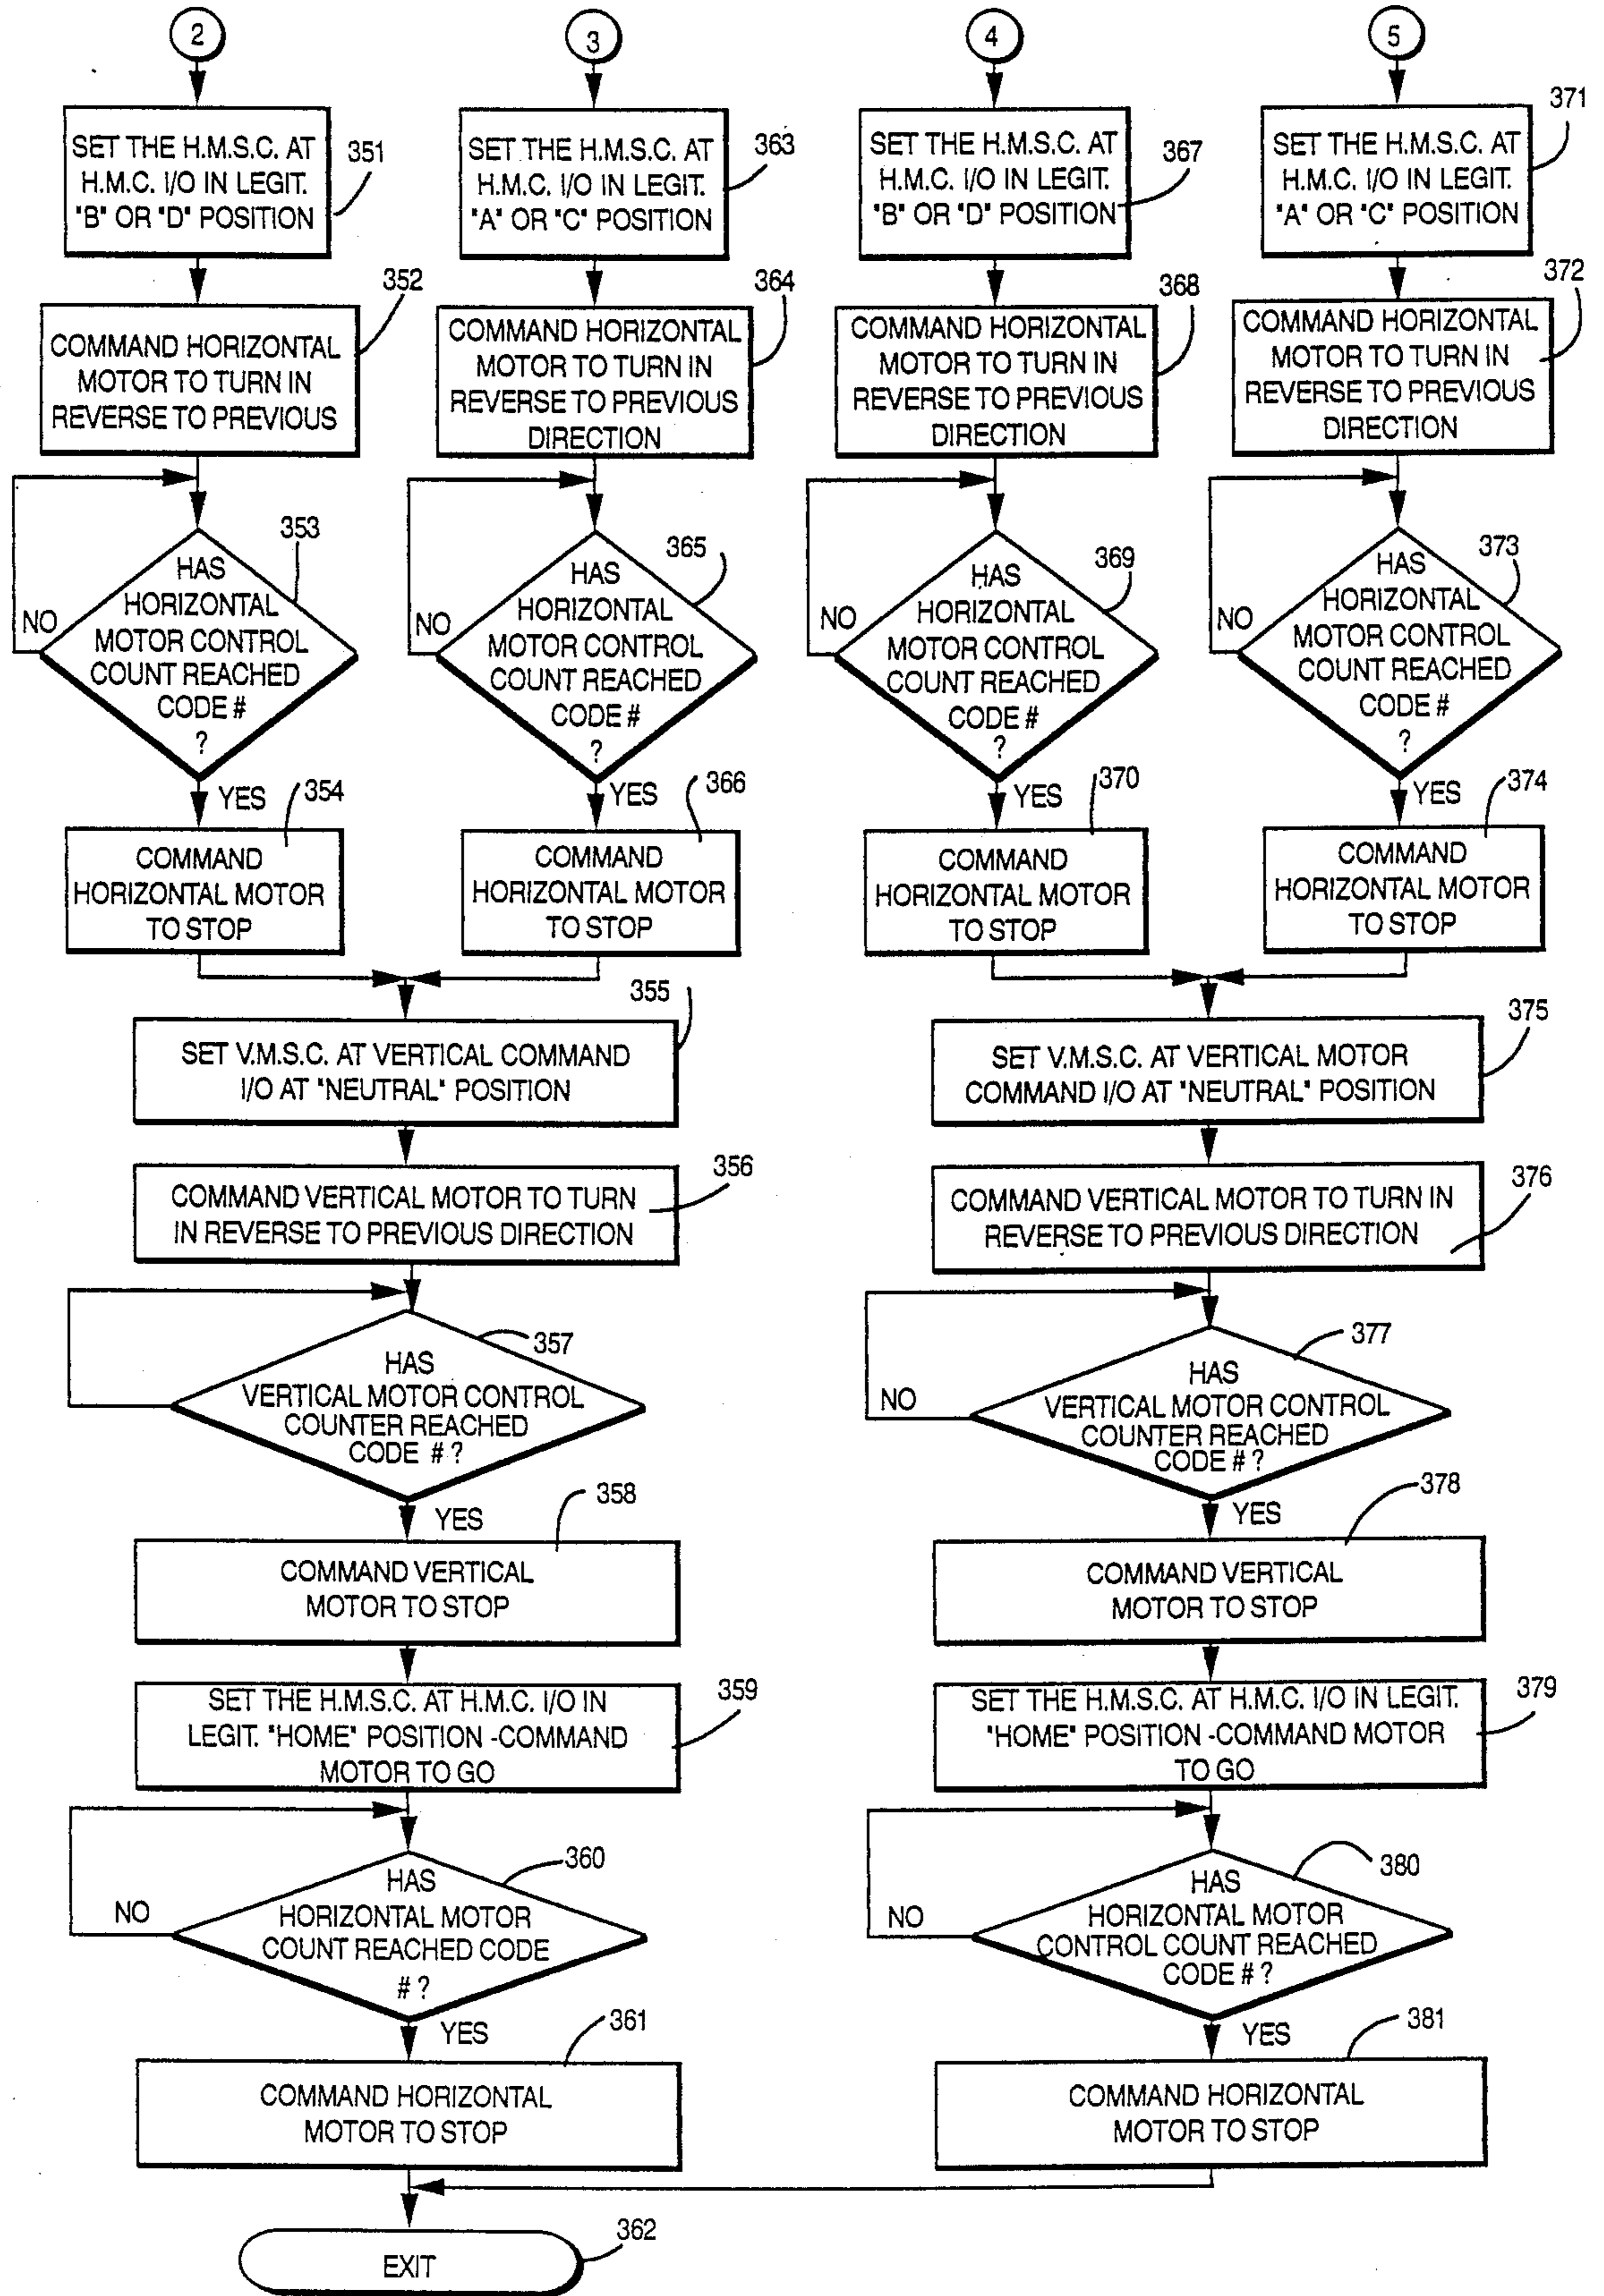 2
3
4
5
SET THE H.M.S.C. AT
H.M.C. I/O IN LEGIT.
"B" OR "D" POSITION
351
SET THE H.M.S.C. AT
H.M.C. I/O IN LEGIT.
"A" OR "C" POSITION
363
SET THE H.M.S.C. AT
H.M.C. I/O IN LEGIT.
"B" OR "D" POSITION
367
SET THE H.M.S.C. AT
H.M.C. I/O IN LEGIT.
"A" OR "C" POSITION
371
COMMAND HORIZONTAL
MOTOR TO TURN IN
REVERSE TO PREVIOUS
352
COMMAND HORIZONTAL
MOTOR TO TURN IN
REVERSE TO PREVIOUS
DIRECTION
364
COMMAND HORIZONTAL
MOTOR TO TURN IN
REVERSE TO PREVIOUS
DIRECTION
368
COMMAND HORIZONTAL
MOTOR TO TURN IN
REVERSE TO PREVIOUS
DIRECTION
372
HAS
HORIZONTAL
MOTOR CONTROL
COUNT REACHED
CODE #
?
353
NO
YES
HAS
HORIZONTAL
MOTOR CONTROL
COUNT REACHED
CODE #
?
365
NO
YES
HAS
HORIZONTAL
MOTOR CONTROL
COUNT REACHED
CODE #
?
369
NO
YES
HAS
HORIZONTAL
MOTOR CONTROL
COUNT REACHED
CODE #
?
373
NO
YES
COMMAND
HORIZONTAL MOTOR
TO STOP
354
COMMAND
HORIZONTAL MOTOR
TO STOP
366
COMMAND
HORIZONTAL MOTOR
TO STOP
370
COMMAND
HORIZONTAL MOTOR
TO STOP
374
SET V.M.S.C. AT VERTICAL COMMAND
I/O AT "NEUTRAL" POSITION
355
SET V.M.S.C. AT VERTICAL MOTOR
COMMAND I/O AT "NEUTRAL" POSITION
375
COMMAND VERTICAL MOTOR TO TURN
IN REVERSE TO PREVIOUS DIRECTION
356
COMMAND VERTICAL MOTOR TO TURN IN
REVERSE TO PREVIOUS DIRECTION
376
HAS
VERTICAL MOTOR CONTROL
COUNTER REACHED
CODE # ?
357
YES
HAS
VERTICAL MOTOR CONTROL
COUNTER REACHED
CODE # ?
377
NO
YES
COMMAND VERTICAL
MOTOR TO STOP
358
COMMAND VERTICAL
MOTOR TO STOP
378
SET THE H.M.S.C. AT H.M.C. I/O IN
LEGIT. "HOME" POSITION -COMMAND
MOTOR TO GO
359
SET THE H.M.S.C. AT H.M.C. I/O IN LEGIT.
"HOME" POSITION -COMMAND MOTOR
TO GO
379
HAS
HORIZONTAL MOTOR
COUNT REACHED CODE
# ?
360
NO
YES
HAS
HORIZONTAL MOTOR
CONTROL COUNT REACHED
CODE # ?
380
NO
YES
COMMAND HORIZONTAL
MOTOR TO STOP
361
COMMAND HORIZONTAL
MOTOR TO STOP
381
EXIT
362